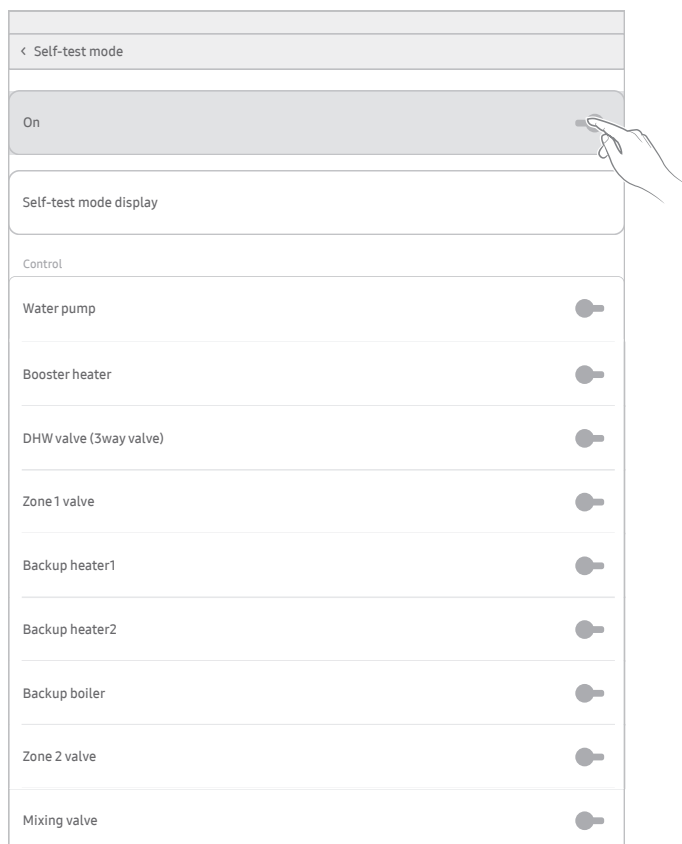 < Self-test mode
On
Self-test mode display
Control
Water pump
Booster heater
DHW valve (3way valve)
Zone 1 valve
Backup heater1
Backup heater2
Backup boiler
Zone 2 valve
Mixing valve